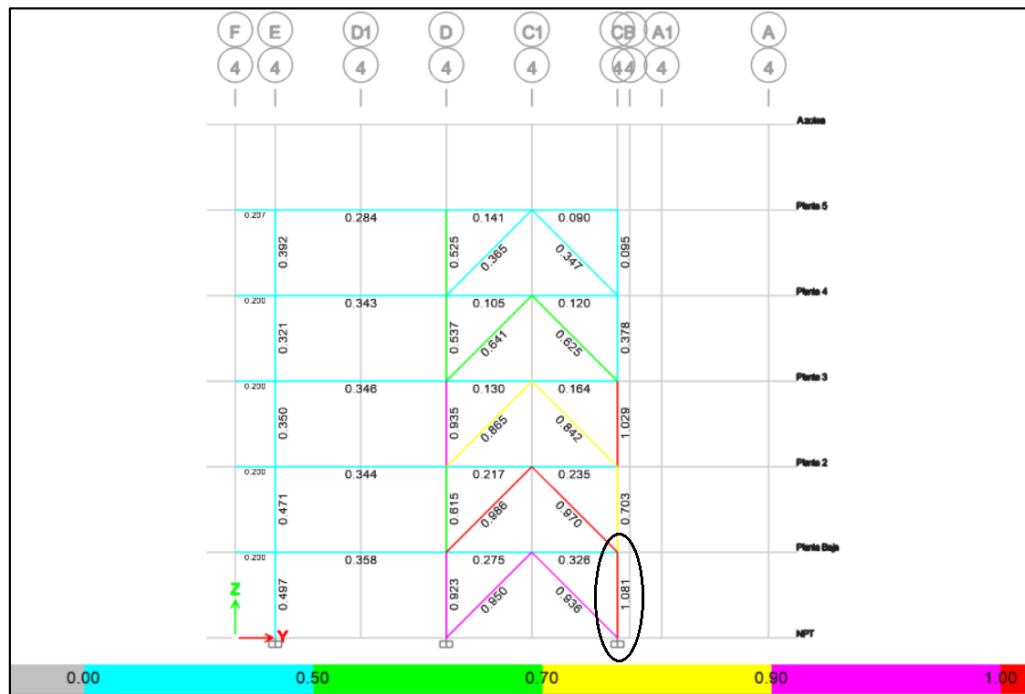 F E D1 D C1 CB A1 A
4 4 4 4 4 4 4 4 4
Azotea
Planta 5
0.207 0.284 0.141 0.090
0.392 0.525 0.365 0.347 0.095
Planta 4
0.200 0.343 0.105 0.120
0.321 0.537 0.641 0.625 0.378
Planta 3
0.200 0.346 0.130 0.164
0.350 0.935 0.865 0.842 1.029
Planta 2
0.200 0.344 0.217 0.235
0.471 0.615 0.986 0.970 0.703
Planta Baja
0.200 0.358 0.275 0.326
0.497 0.923 0.950 0.936 1.081
Z
Y
NPT
0.00 0.50 0.70 0.90 1.00